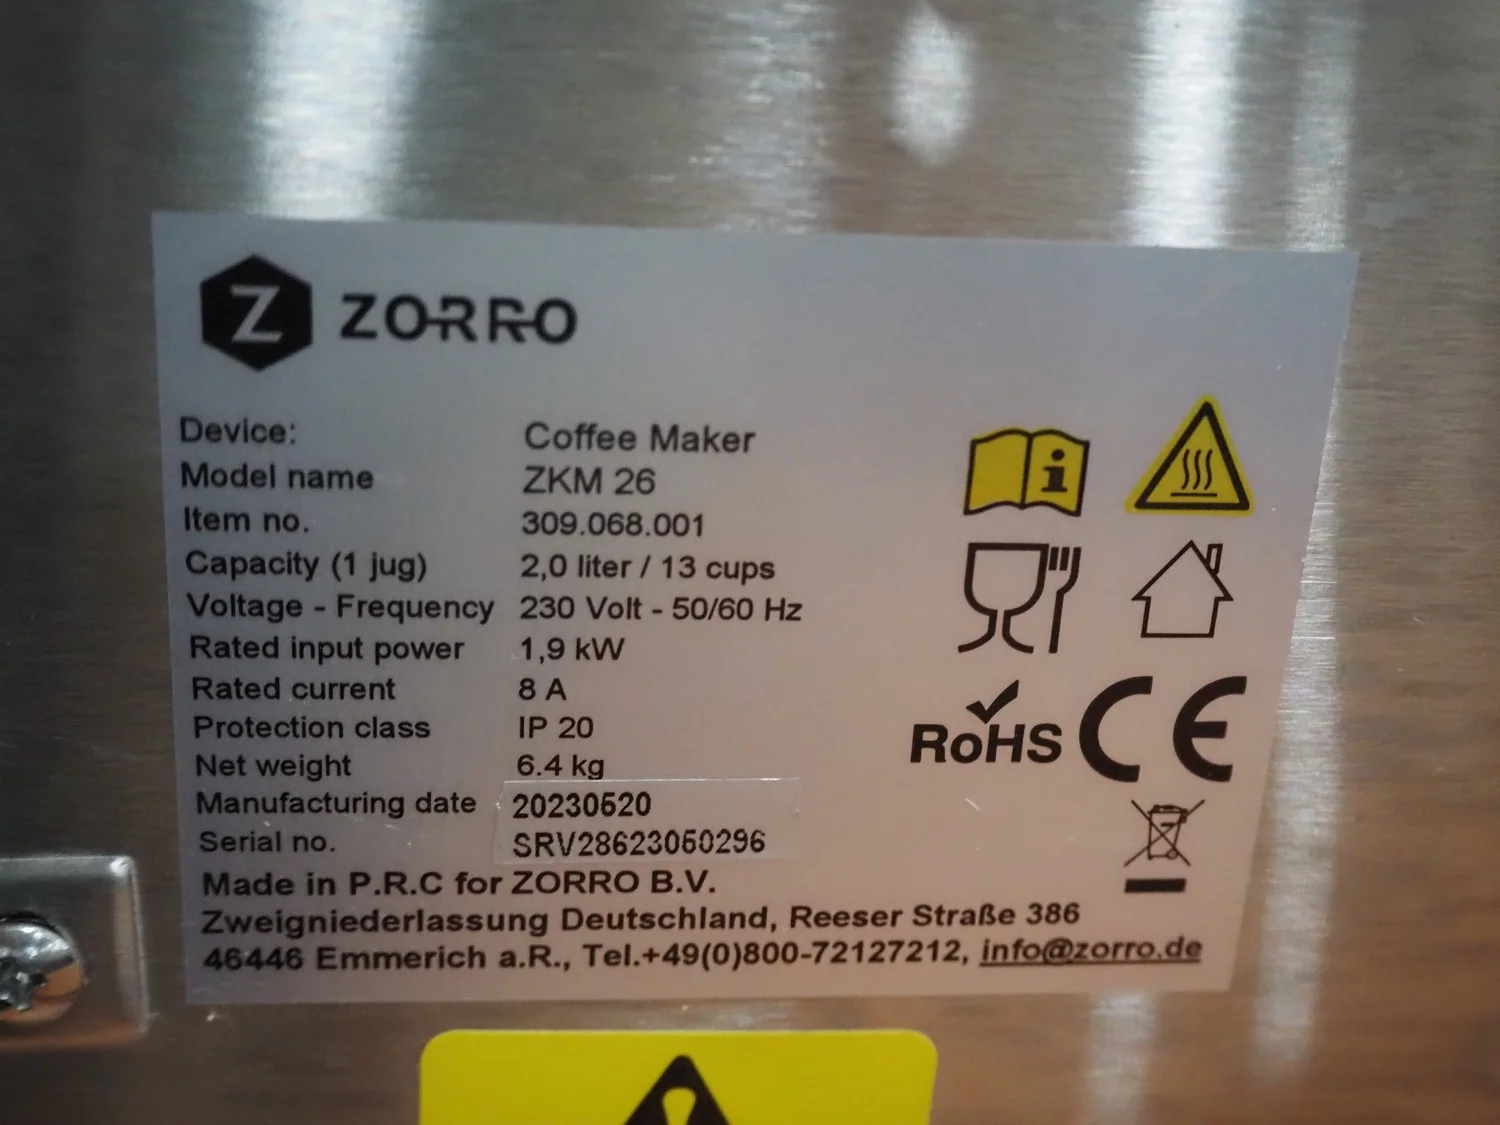 Z ZORRO
Device: Coffee Maker
Model name ZKM 26
Item no. 309.068.001
Capacity (1 jug) 2,0 liter / 13 cups
Voltage - Frequency 230 Volt - 50/60 Hz
Rated input power 1,9 kW
Rated current 8 A
Protection class IP 20
Net weight 6.4 kg
Manufacturing date 20230520
Serial no. SRV28623050296
Made in P.R.C for ZORRO B.V.
Zweigniederlassung Deutschland, Reeser Straße 386
46446 Emmerich a.R., Tel.+49(0)800-72127212, info@zorro.de
i
RoHS CE